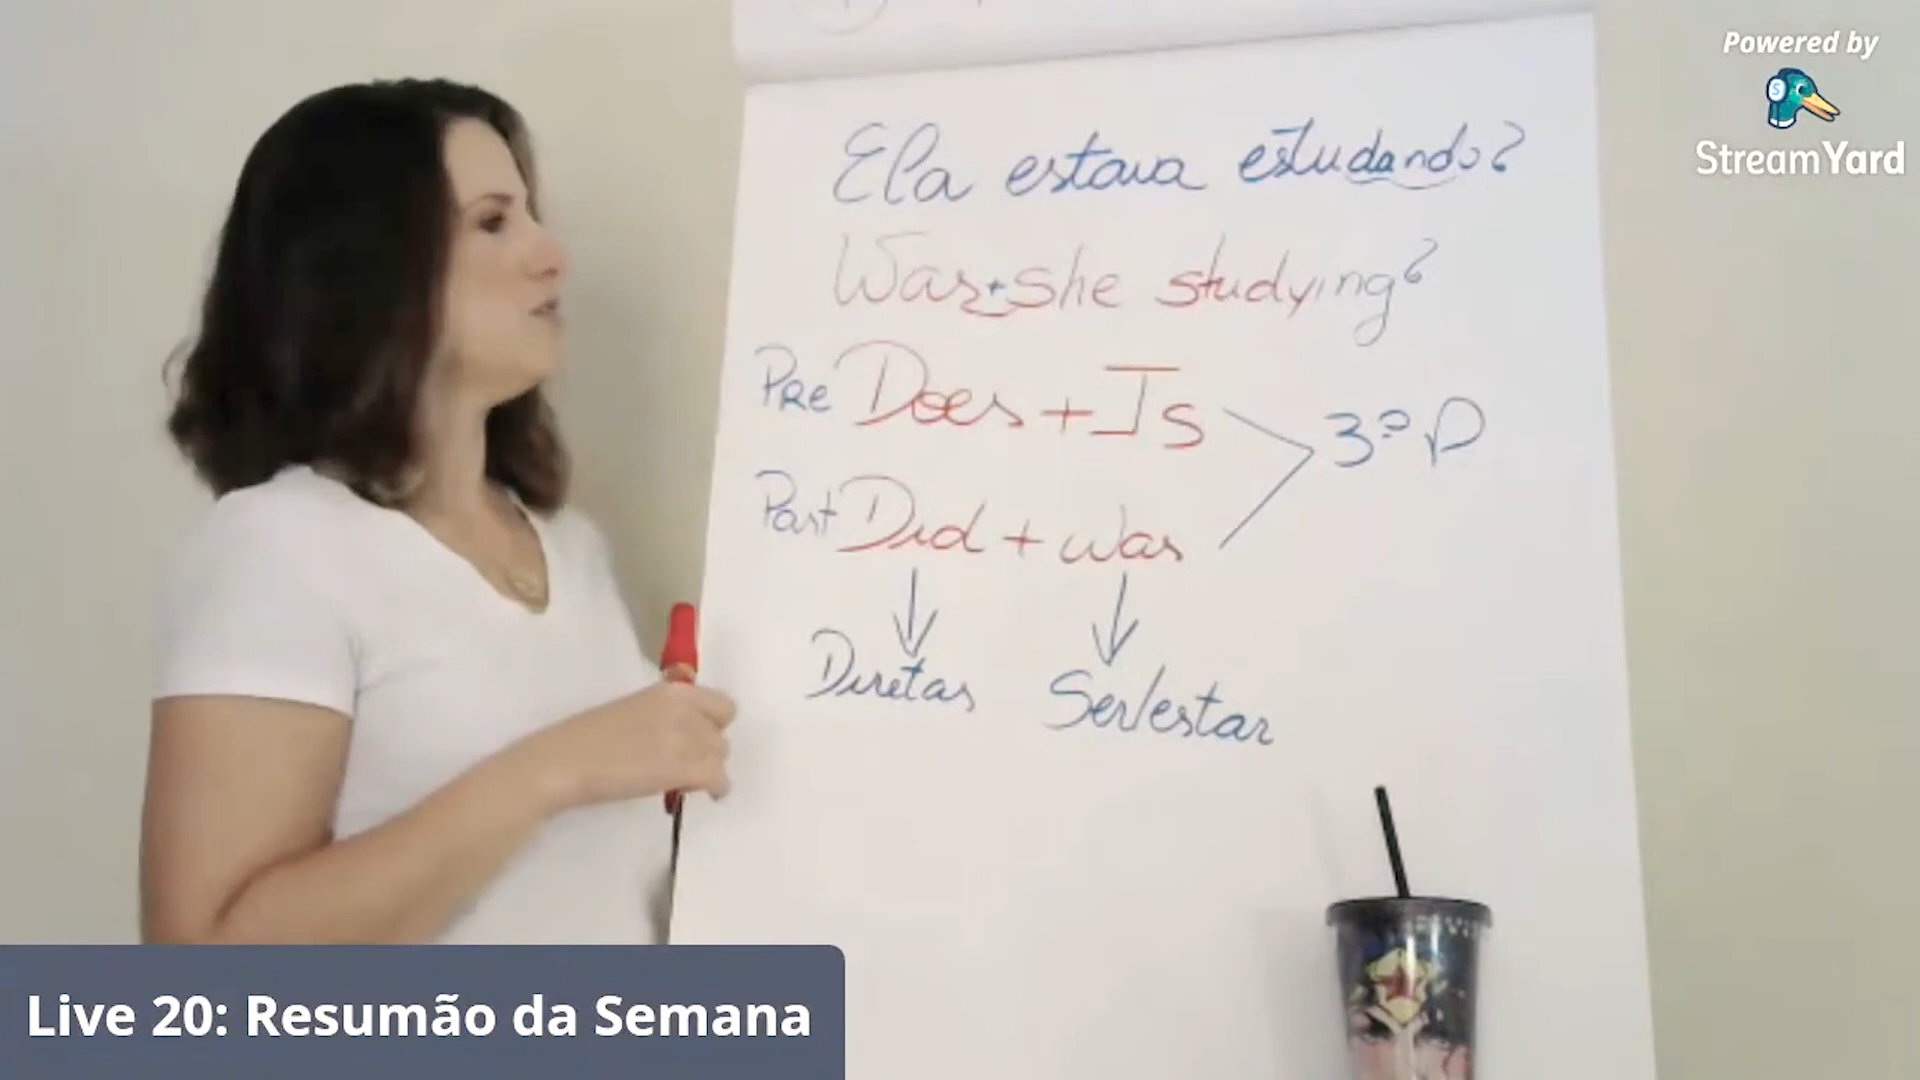 Ela estava estudando?
Was + she studying?
Pre Does + Is
3ª P
Past Did + was
Diretas Ser/estar
Powered by
StreamYard
Live 20: Resumão da Semana